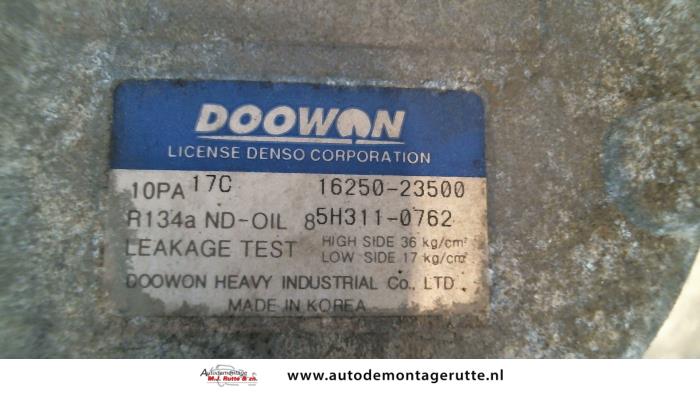 DOOWON
LICENSE DENSO CORPORATION
10PA 17C 16250-23500
R134a ND-OIL 8 5H311-0762
LEAKAGE TEST HIGH SIDE 36 kg/cm²
LOW SIDE 17 kg/cm²
DOOWON HEAVY INDUSTRIAL Co., LTD
MADE IN KOREA
Autodemontage
M.J. Rutte & zn.
www.autodemontagerutte.nl